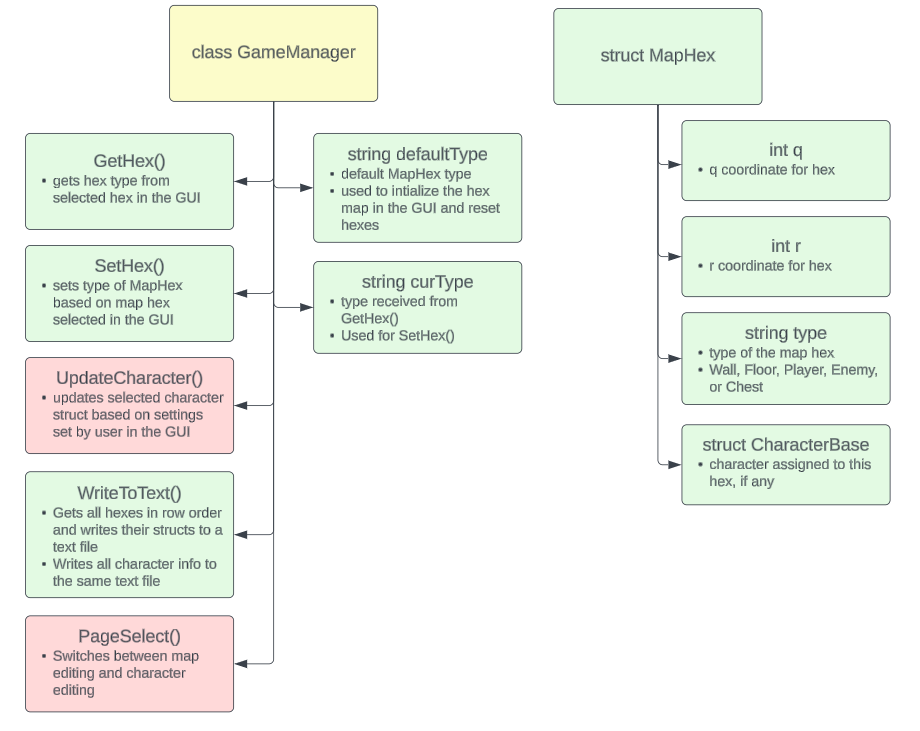 class GameManager
GetHex()
• gets hex type from
selected hex in the GUI
SetHex()
• sets type of MapHex
based on map hex
selected in the GUI
UpdateCharacter()
• updates selected character
struct based on settings
set by user in the GUI
WriteToText()
• Gets all hexes in row order
and writes their structs to a
text file
• Writes all character info to
the same text file
PageSelect()
• Switches between map
editing and character
editing
string defaultType
• default MapHex type
• used to intialize the hex
map in the GUI and reset
hexes
string curType
• type received from
GetHex()
• Used for SetHex()
struct MapHex
int q
• q coordinate for hex
int r
• r coordinate for hex
string type
• type of the map hex
• Wall, Floor, Player, Enemy,
or Chest
struct CharacterBase
• character assigned to this
hex, if any